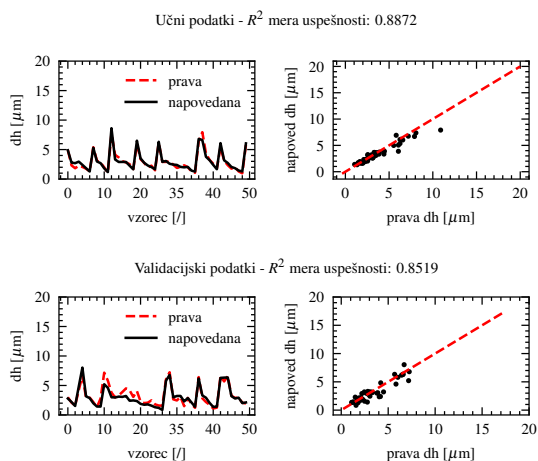 Učni podatki - R² mera uspešnosti: 0.8872
dh [μm]
20
15
10
5
0
prava
napovedana
0 10 20 35 40 50
vzorec [/]
napoved dh [μm]
20
15
10
5
0
0 5 10 15 20
prava dh [μm]
Validacijski podatki - R² mera uspešnosti: 0.8519
dh [μm]
20
15
10
5
0
prava
napovedana
0 10 20 30 40 50
vzorec [/]
napoved dh [μm]
20
15
10
5
0
0 5 10 15 20
prava dh [μm]